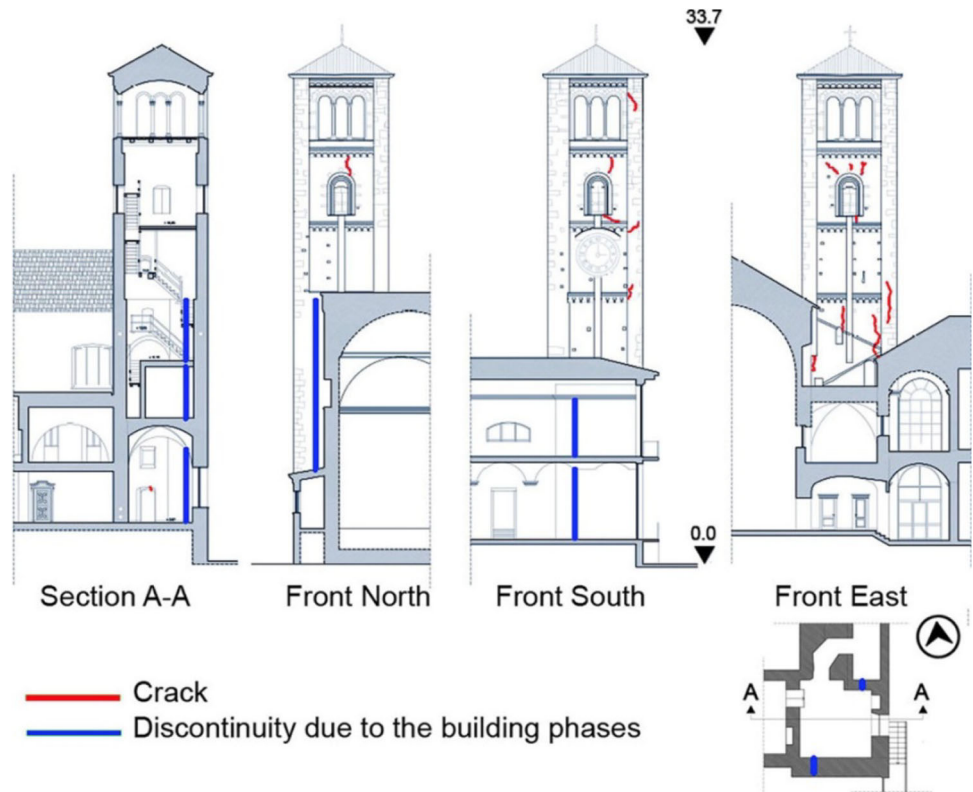 33.7
0.0
Section A-A
Front North
Front South
Front East
Crack
Discontinuity due to the building phases
A
A